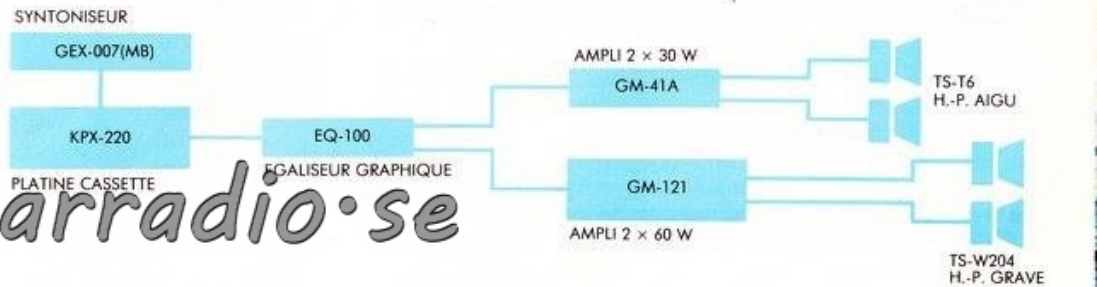 SYNTONISEUR
GEX-007(MB)
KPX-220
PLATINE CASSETTE
EQ-100
EGALISEUR GRAPHIQUE
AMPLI 2 × 30 W
GM-41A
GM-121
AMPLI 2 × 60 W
TS-T6
H.-P. AIGU
TS-W204
H.-P. GRAVE
arradio•se